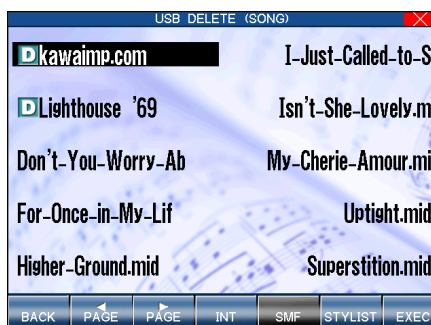 USB DELETE (SONG)
D kawaimp.com
D Lighthouse '69
Don't-You-Worry-Ab
For-Once-in-My-Lif
Higher-Ground.mid
I-Just-Called-to-S
Isn't-She-Lovely.m
My-Cherie-Amour.mi
Uptight.mid
Superstition.mid
BACK PAGE PAGE INT SMF STYLIST EXEC